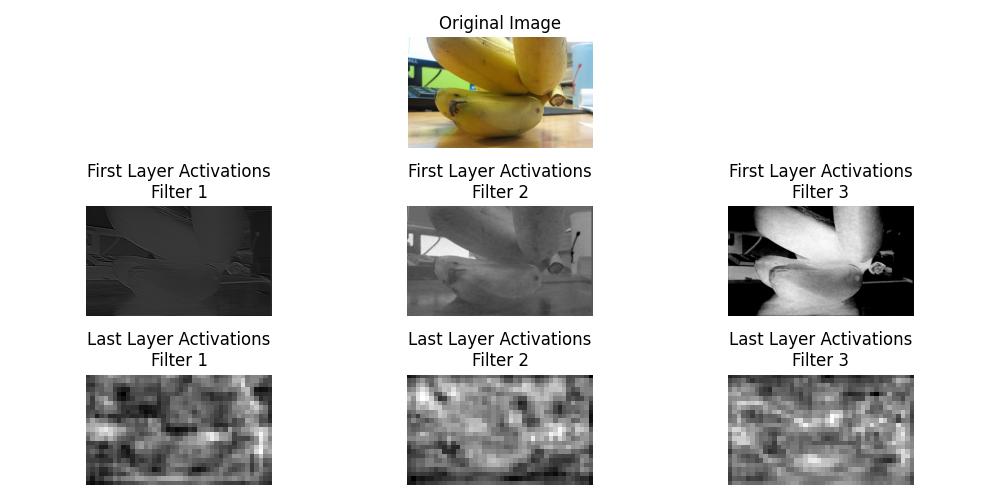 Original Image
First Layer Activations
Filter 1
First Layer Activations
Filter 2
First Layer Activations
Filter 3
Last Layer Activations
Filter 1
Last Layer Activations
Filter 2
Last Layer Activations
Filter 3